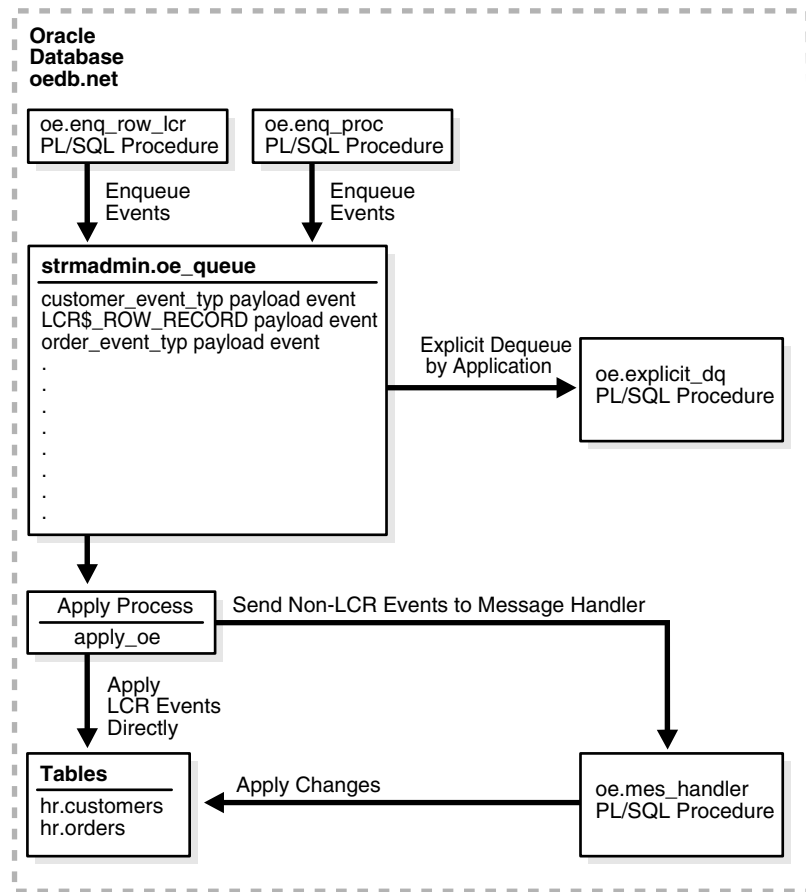 Oracle
Database
oedb.net
oe.enq_row_lcr
PL/SQL Procedure
oe.enq_proc
PL/SQL Procedure
Enqueue
Events
Enqueue
Events
strmadmin.oe_queue
customer_event_typ payload event
LCR$_ROW_RECORD payload event
order_event_typ payload event
.
.
.
.
.
.
.
.
Explicit Dequeue
by Application
oe.explicit_dq
PL/SQL Procedure
Apply Process
apply_oe
Send Non-LCR Events to Message Handler
Apply
LCR Events
Directly
Tables
hr.customers
hr.orders
Apply Changes
oe.mes_handler
PL/SQL Procedure